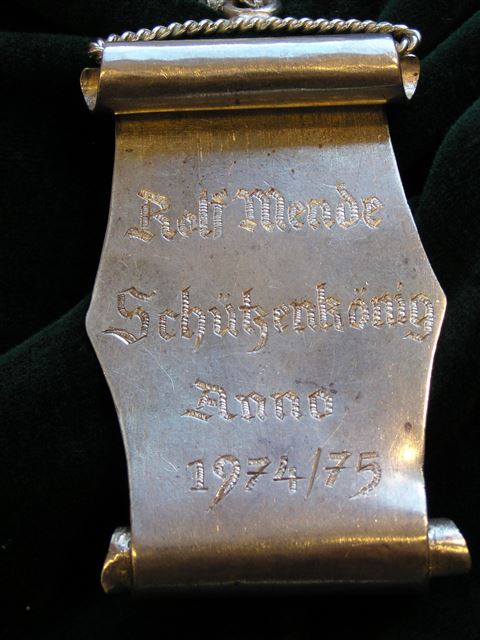 Rolf Mende
Schützenkönig
Anno
1974/75